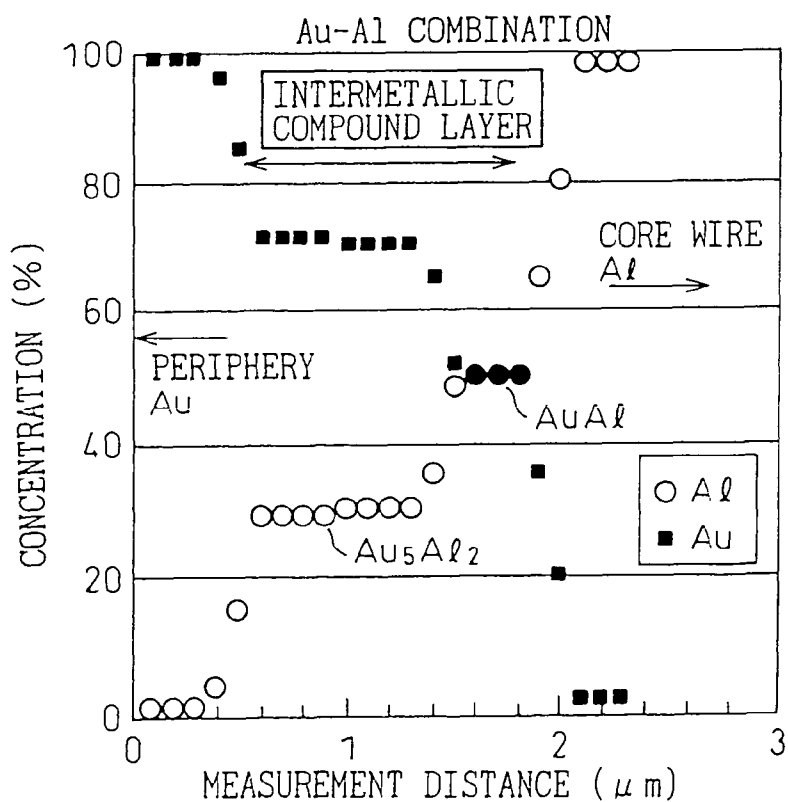 Au-Al COMBINATION
100
INTERMETALLIC
COMPOUND LAYER
80
CORE WIRE
Al
60
PERIPHERY
Au
AuAl
40
Al
Au
Au₅Al₂
20
0
0
1
2
3
CONCENTRATION (%)
MEASUREMENT DISTANCE (μm)